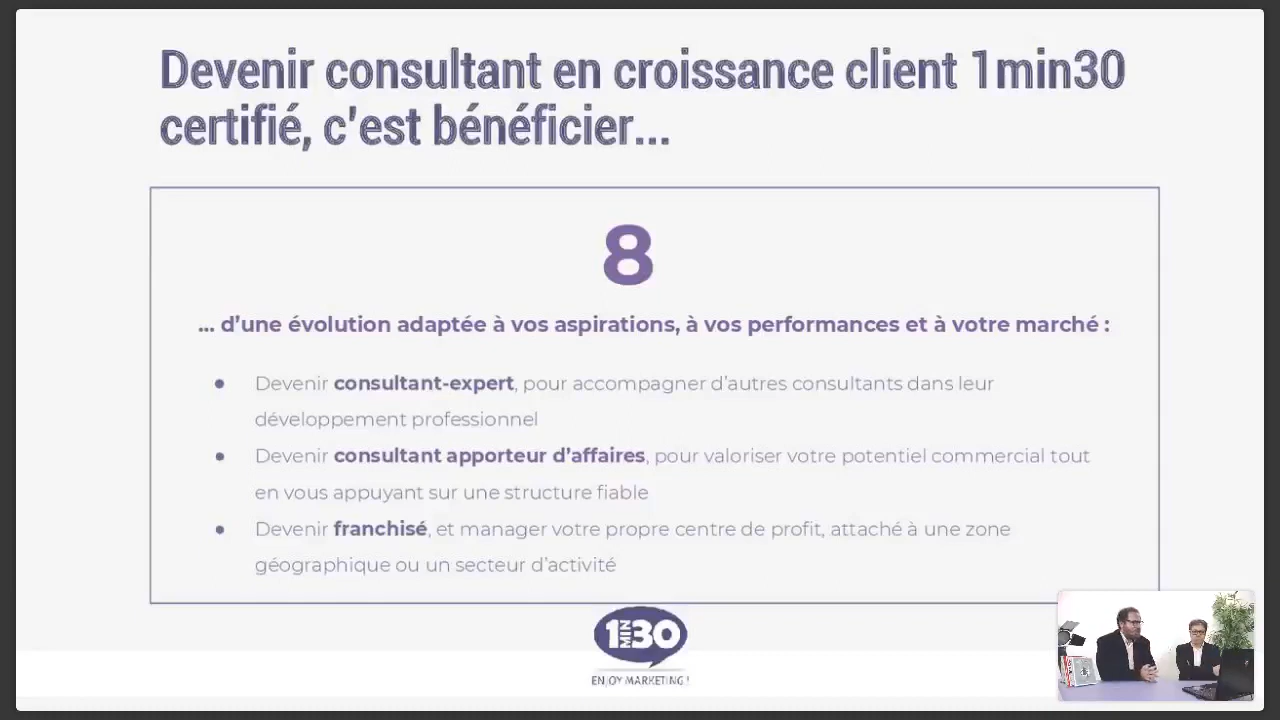 Devenir consultant en croissance client 1min30
certifié, c'est bénéficier...
8
... d'une évolution adaptée à vos aspirations, à vos performances et à votre marché :
● Devenir consultant-expert, pour accompagner d'autres consultants dans leur
développement professionnel
● Devenir consultant apporteur d'affaires, pour valoriser votre potentiel commercial tout
en vous appuyant sur une structure fiable
● Devenir franchisé, et manager votre propre centre de profit, attaché à une zone
géographique ou un secteur d'activité
1MIN30
ENJOY MARKETING !